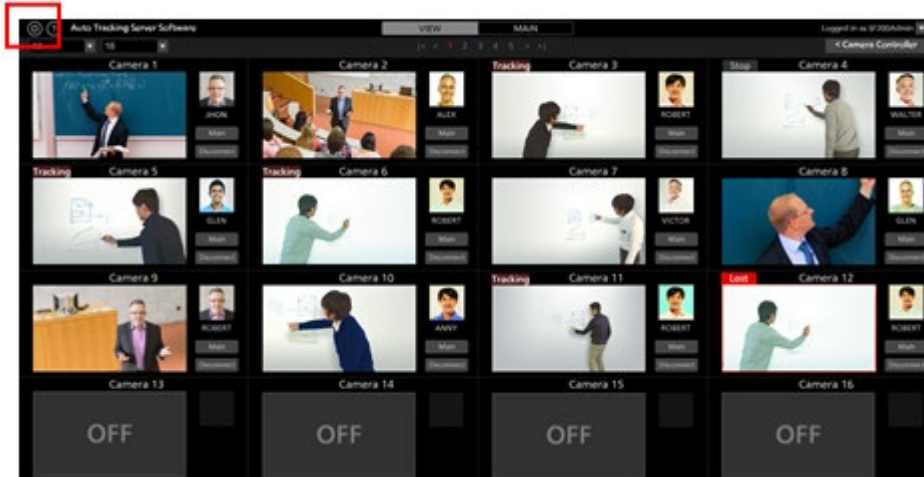 ? Auto Tracking Server Software VIEW MAIN Logged in as
16 |< < 1 2 3 4 5 > >| < Camera Controller
Camera 1 Camera 2 Tracking Camera 3 Stop Camera 4
JHON ALEX ROBERT WALTER
Main Main Main Main
Disconnect Disconnect Disconnect Disconnect
Tracking Camera 5 Tracking Camera 6 Camera 7 Camera 8
GLEN ROBERT VICTOR GLEN
Main Main Main Main
Disconnect Disconnect Disconnect Disconnect
Camera 9 Camera 10 Tracking Camera 11 Lost Camera 12
ROBERT ANNY ROBERT ROBERT
Main Main Main Main
Disconnect Disconnect Disconnect Disconnect
Camera 13 Camera 14 Camera 15 Camera 16
OFF OFF OFF OFF